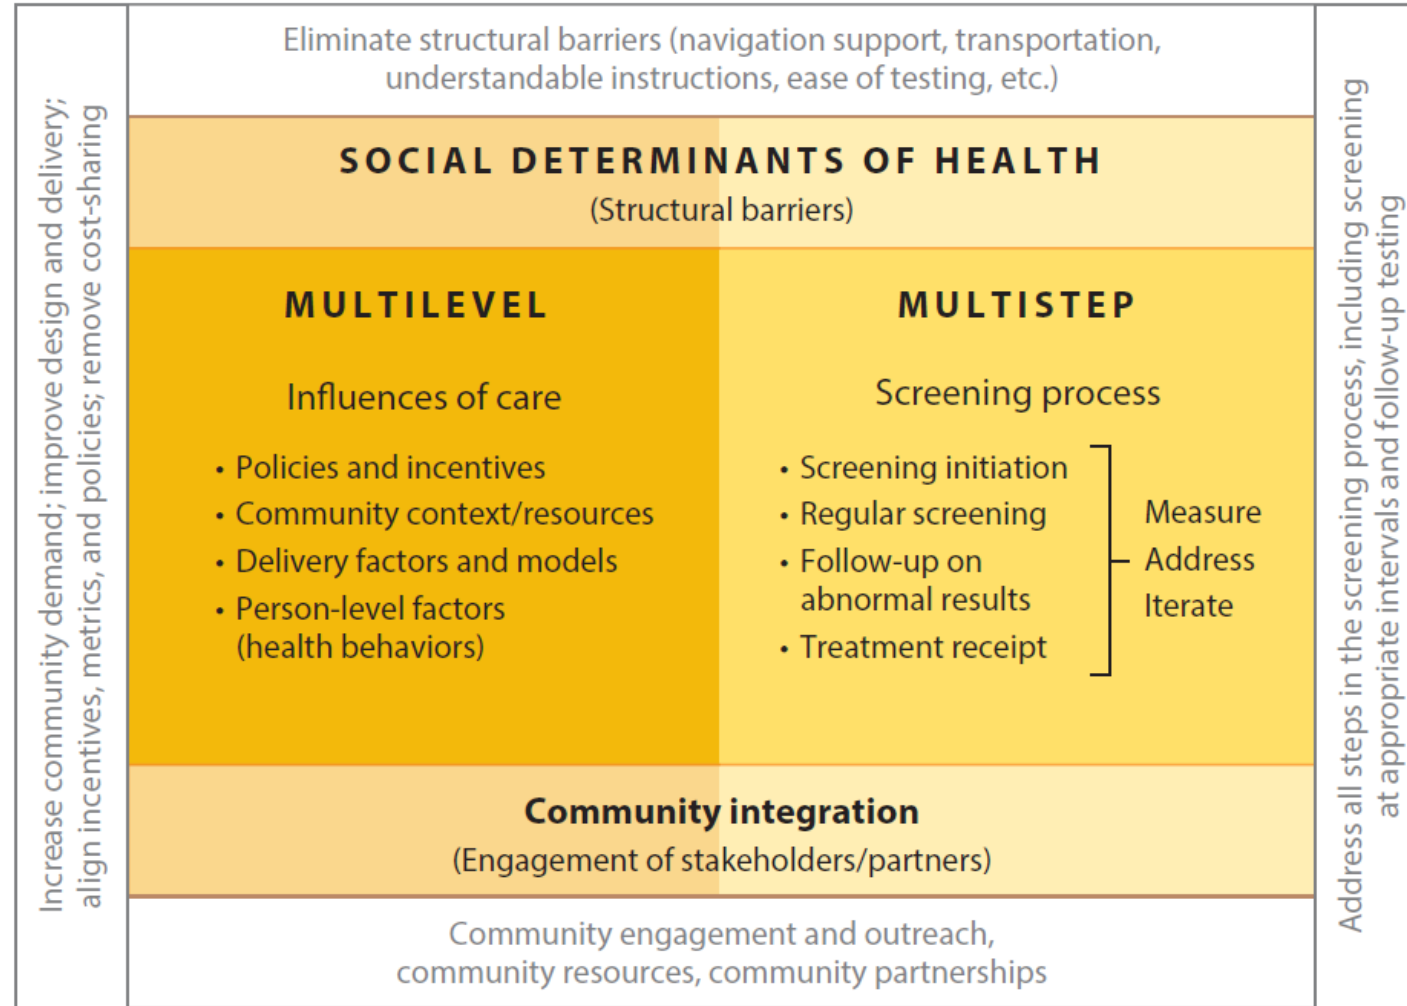 Eliminate structural barriers (navigation support, transportation,
understandable instructions, ease of testing, etc.)
Increase community demand; improve design and delivery;
align incentives, metrics, and policies; remove cost-sharing
SOCIAL DETERMINANTS OF HEALTH
(Structural barriers)
MULTILEVEL
Influences of care
• Policies and incentives
• Community context/resources
• Delivery factors and models
• Person-level factors
(health behaviors)
MULTISTEP
Screening process
• Screening initiation
• Regular screening
• Follow-up on
abnormal results
• Treatment receipt
Measure
Address
Iterate
Address all steps in the screening process, including screening
at appropriate intervals and follow-up testing
Community integration
(Engagement of stakeholders/partners)
Community engagement and outreach,
community resources, community partnerships